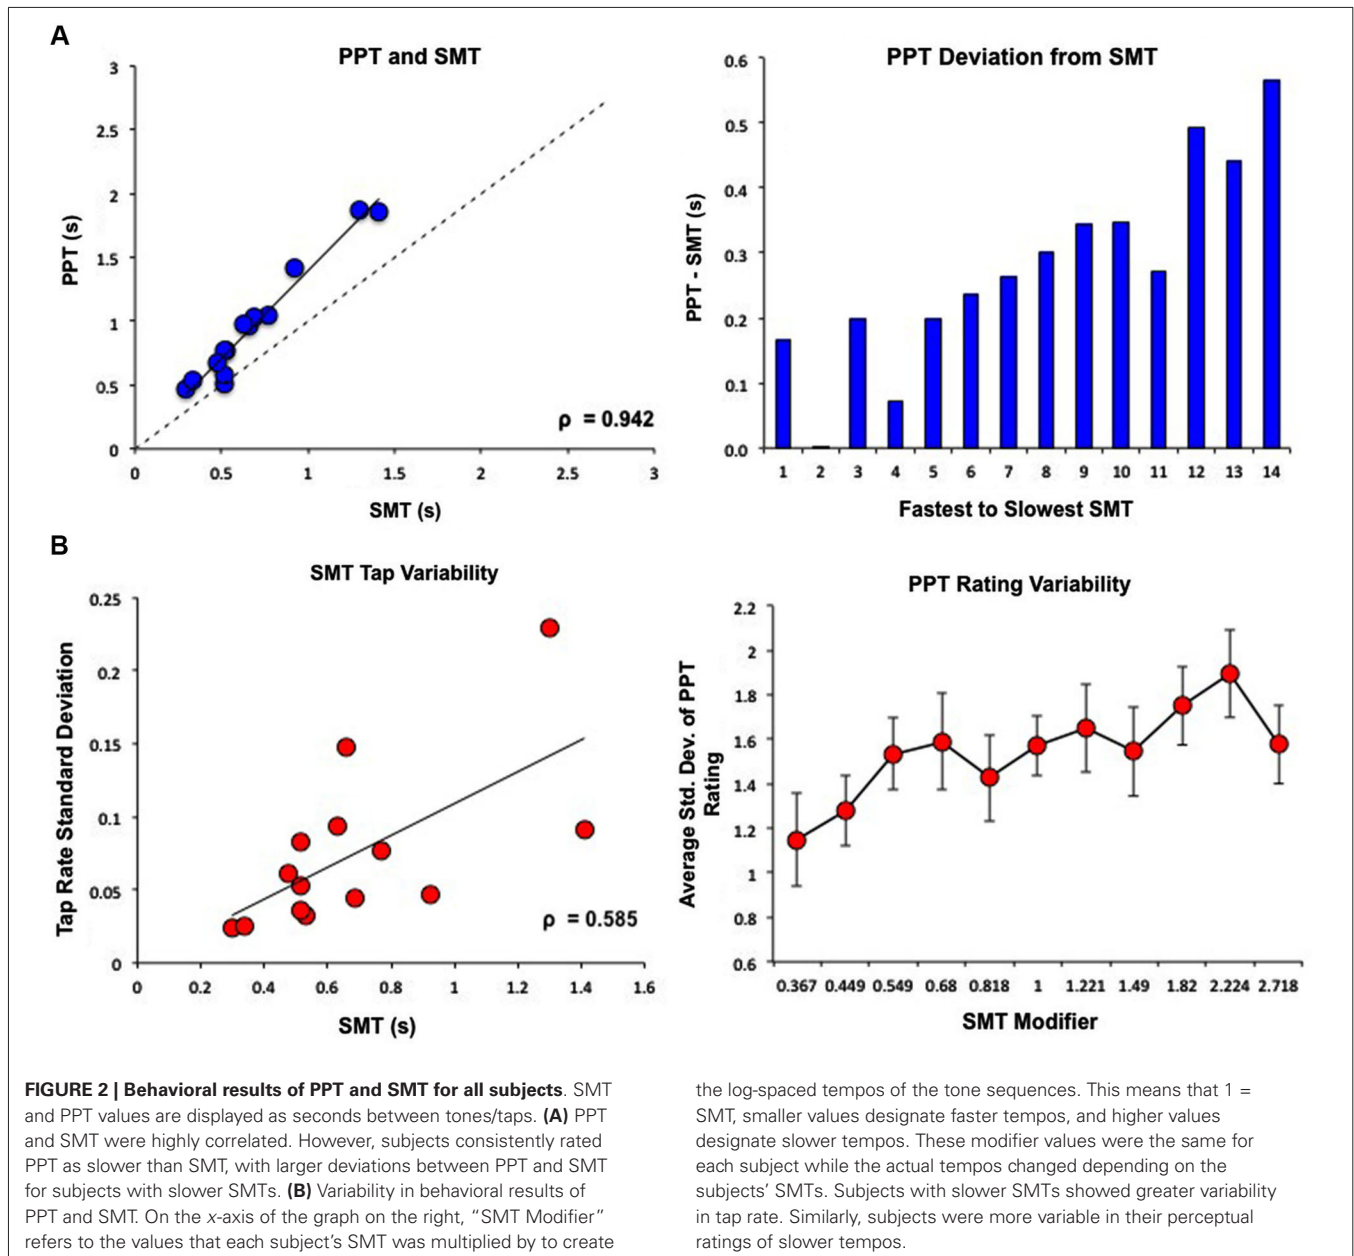 A
PPT and SMT
3
2.5
2
1.5
1
0.5
0
PPT (s)
0 0.5 1 1.5 2 2.5 3
SMT (s)
ρ = 0.942
PPT Deviation from SMT
0.6
0.5
0.4
0.3
0.2
0.1
0.0
PPT - SMT (s)
1 2 3 4 5 6 7 8 9 10 11 12 13 14
Fastest to Slowest SMT
B
SMT Tap Variability
0.25
0.2
0.15
0.1
0.05
0
Tap Rate Standard Deviation
0 0.2 0.4 0.6 0.8 1 1.2 1.4 1.6
SMT (s)
ρ = 0.585
PPT Rating Variability
2.2
2
1.8
1.6
1.4
1.2
1
0.8
0.6
Average Std. Dev. of PPT
Rating
0.367 0.449 0.549 0.68 0.818 1 1.221 1.49 1.82 2.224 2.718
SMT Modifier
FIGURE 2 | Behavioral results of PPT and SMT for all subjects. SMT
and PPT values are displayed as seconds between tones/taps. (A) PPT
and SMT were highly correlated. However, subjects consistently rated
PPT as slower than SMT, with larger deviations between PPT and SMT
for subjects with slower SMTs. (B) Variability in behavioral results of
PPT and SMT. On the x-axis of the graph on the right, “SMT Modifier”
refers to the values that each subject’s SMT was multiplied by to create
the log-spaced tempos of the tone sequences. This means that 1 =
SMT, smaller values designate faster tempos, and higher values
designate slower tempos. These modifier values were the same for
each subject while the actual tempos changed depending on the
subjects’ SMTs. Subjects with slower SMTs showed greater variability
in tap rate. Similarly, subjects were more variable in their perceptual
ratings of slower tempos.